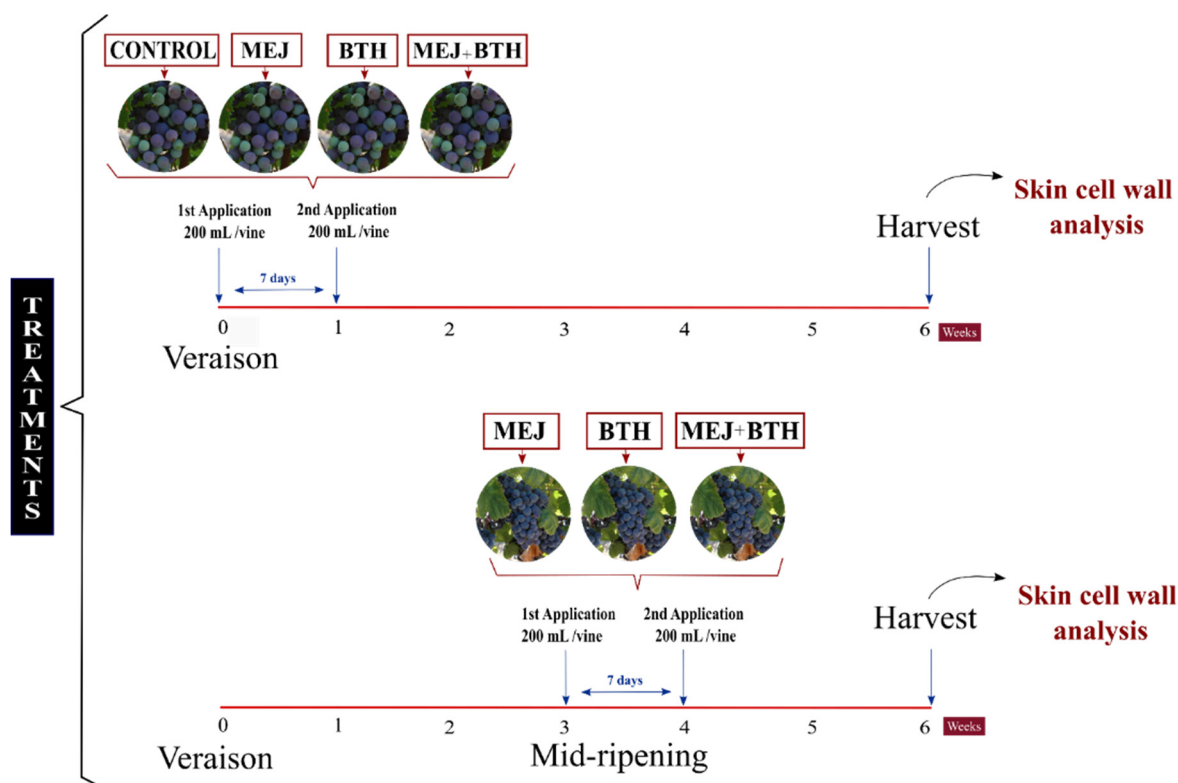 CONTROL
MEJ
BTH
MEJ+BTH
1st Application
200 mL /vine
2nd Application
200 mL /vine
7 days
Harvest
Skin cell wall
analysis
0
1
2
3
4
5
6
Weeks
Veraison
TREATMENTS
MEJ
BTH
MEJ+BTH
1st Application
200 mL /vine
2nd Application
200 mL /vine
7 days
Harvest
Skin cell wall
analysis
0
1
2
3
4
5
6
Weeks
Veraison
Mid-ripening